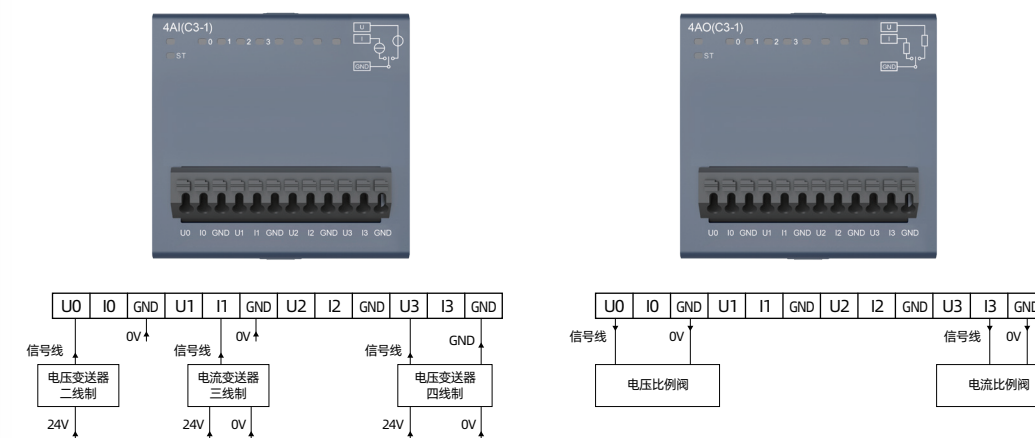 4AI(C3-1)
0 1 2 3
ST
U
I
GND
U0 I0 GND U1 I1 GND U2 I2 GND U3 I3 GND
U0 I0 GND U1 I1 GND U2 I2 GND U3 I3 GND
信号线
0V
信号线
0V
信号线
GND
电压变送器
二线制
电流变送器
三线制
电压变送器
四线制
24V
24V
0V
24V
0V
4AO(C3-1)
0 1 2 3
ST
U
I
GND
U0 I0 GND U1 I1 GND U2 I2 GND U3 I3 GND
U0 I0 GND U1 I1 GND U2 I2 GND U3 I3 GND
信号线
0V
信号线
0V
电压比例阀
电流比例阀